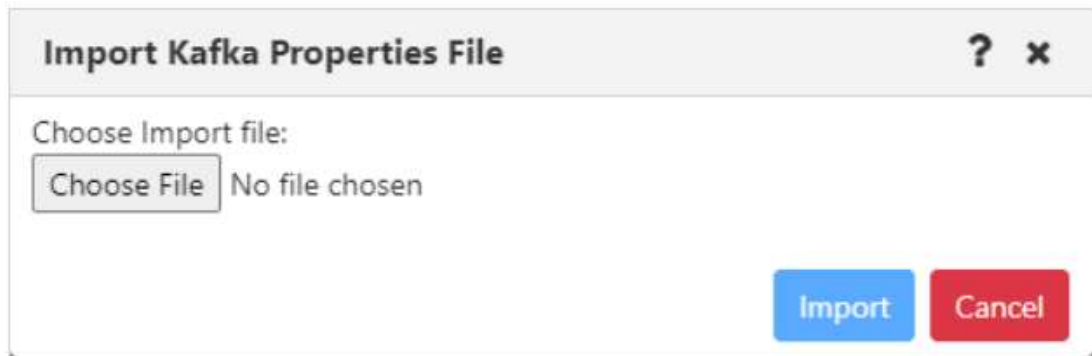 Import Kafka Properties File ? ×
Choose Import file:
Choose File No file chosen
Import Cancel